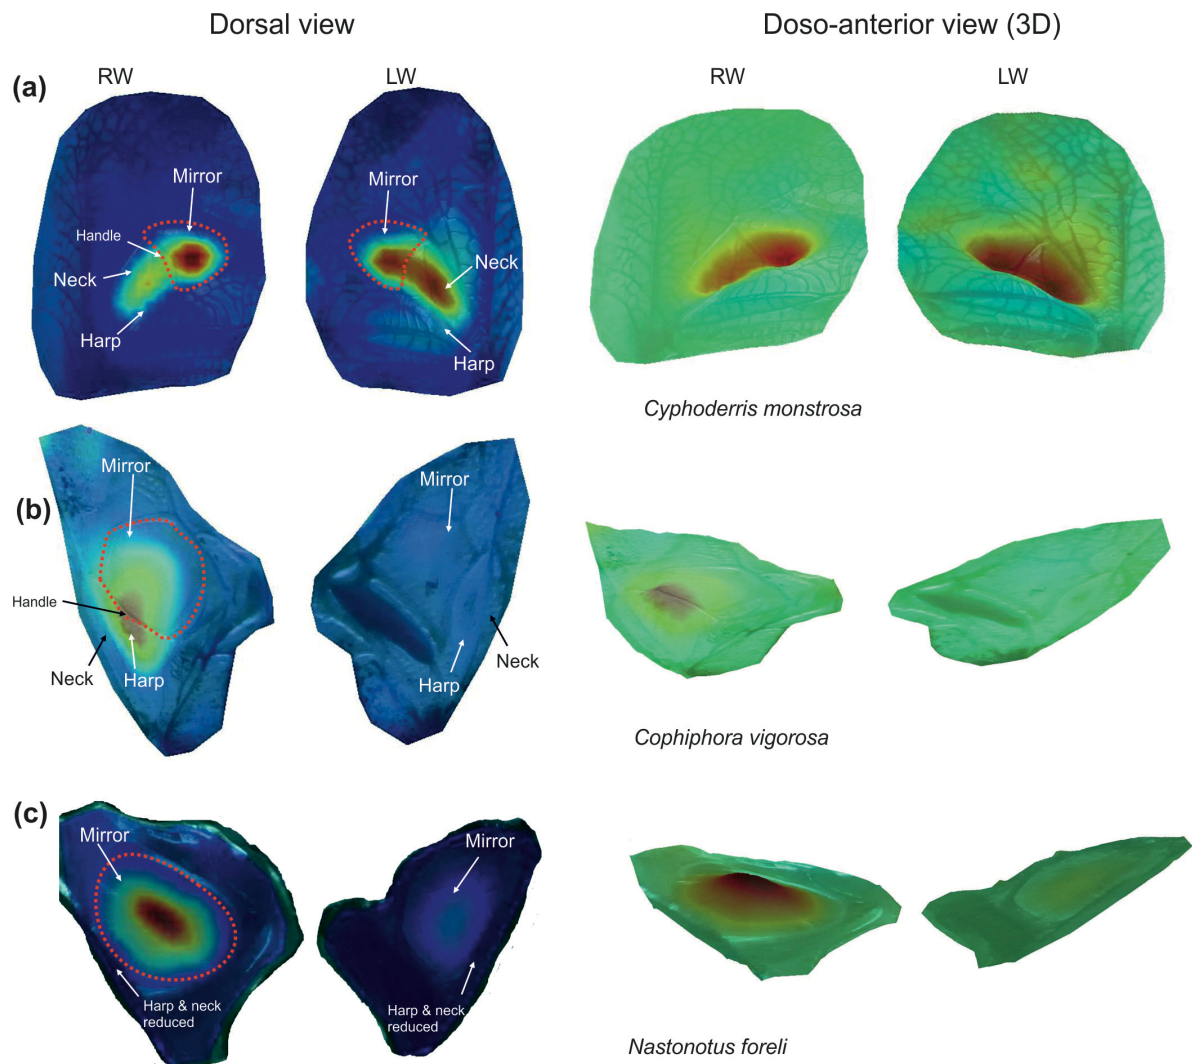 Dorsal view
Doso-anterior view (3D)
RW
LW
RW
LW
(a)
Mirror
Handle
Neck
Harp
Mirror
Neck
Harp
Cyphoderris monstrosa
(b)
Mirror
Handle
Neck
Harp
Mirror
Neck
Harp
Cophiphora vigorosa
(c)
Mirror
Harp & neck
reduced
Mirror
Harp & neck
reduced
Nastonotus foreli